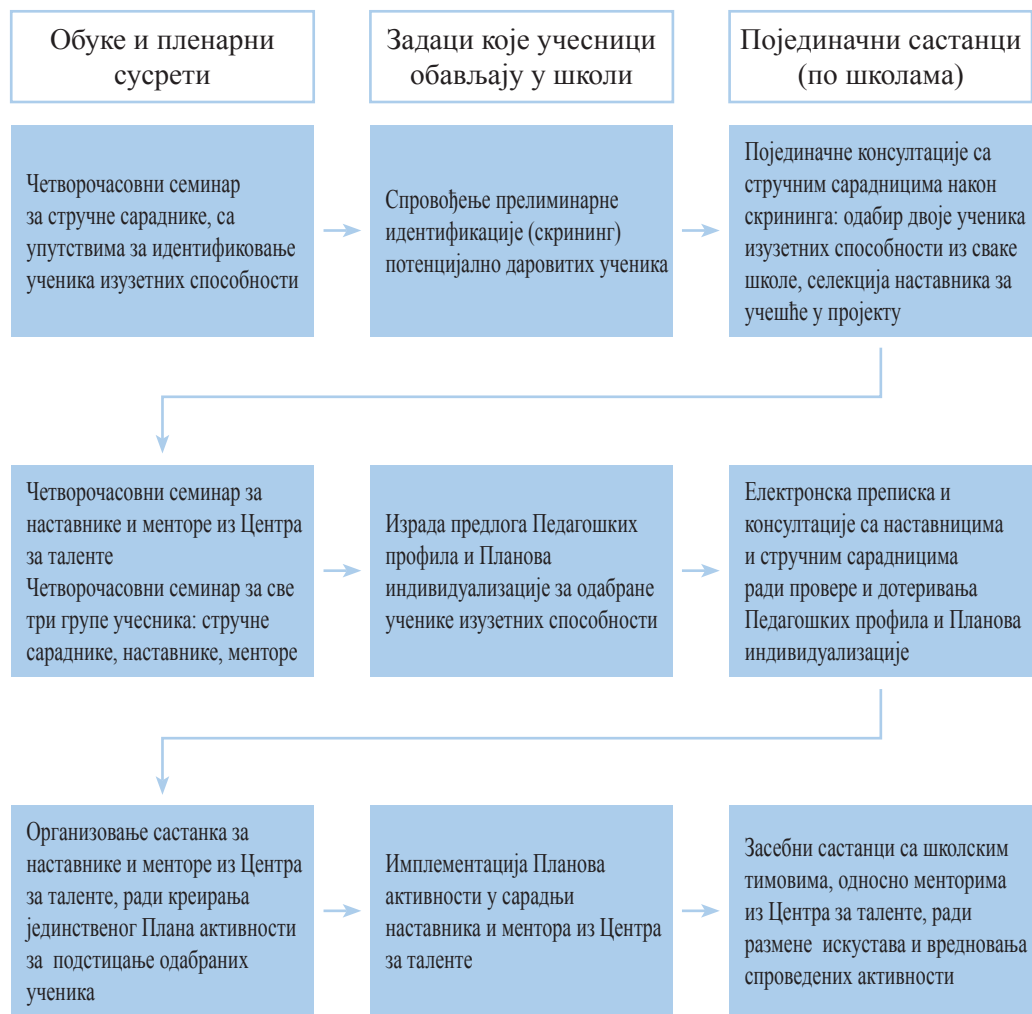 Обуке и пленарни
сусрети
Задаци које учесници
обављају у школи
Појединачни састанци
(по школама)
Четворочасовни семинар
за стручне сараднике, са
упутствима за идентификовање
ученика изузетних способности
Спровођење прелиминарне
идентификације (скрининг)
потенцијално даровитих ученика
Појединачне консултације са
стручним сарадницима након
скрининга: одабир двоје ученика
изузетних способности из сваке
школе, селекција наставника за
учешће у пројекту
Четворочасовни семинар за
наставнике и менторе из Центра
за таленте
Четворочасовни семинар за све
три групе учесника: стручне
сараднике, наставнике, менторе
Израда предлога Педагошких
профила и Планова
индивидуализације за одабране
ученике изузетних способности
Електронска преписка и
консултације са наставницима
и стручним сарадницима
ради провере и дотеривања
Педагошких профила и Планова
индивидуализације
Организовање састанка за
наставнике и менторе из Центра
за таленте, ради креирања
јединственог Плана активности
за подстицање одабраних
ученика
Имплементација Планова
активности у сарадњи
наставника и ментора из Центра
за таленте
Засебни састанци са школским
тимовима, односно менторима
из Центра за таленте, ради
размене искустава и вредновања
спроведених активности